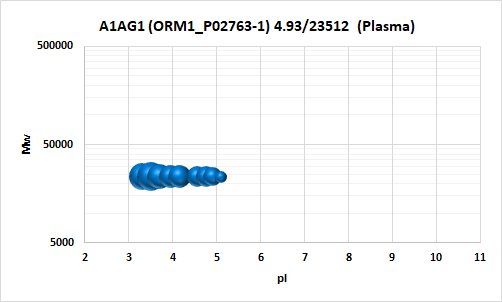 A1AG1 (ORM1_P02763-1) 4.93/23512 (Plasma)
500000
50000
5000
Mw
2 3 4 5 6 7 8 9 10 11
pI